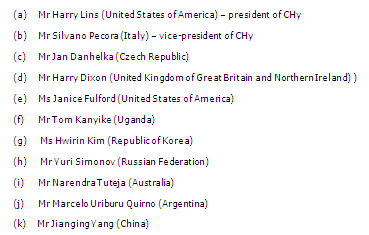 (a) Mr Harry Lins (United States of America) – president of CHy
(b) Mr Silvano Pecora (Italy) – vice-president of CHy
(c) Mr Jan Danhelka (Czech Republic)
(d) Mr Harry Dixon (United Kingdom of Great Britain and Northern Ireland) )
(e) Ms Janice Fulford (United States of America)
(f) Mr Tom Kanyike (Uganda)
(g) Ms Hwirin Kim (Republic of Korea)
(h) Mr Yuri Simonov (Russian Federation)
(i) Mr Narendra Tuteja (Australia)
(j) Mr Marcelo Uriburu Quirno (Argentina)
(k) Mr Jianging Yang (China)